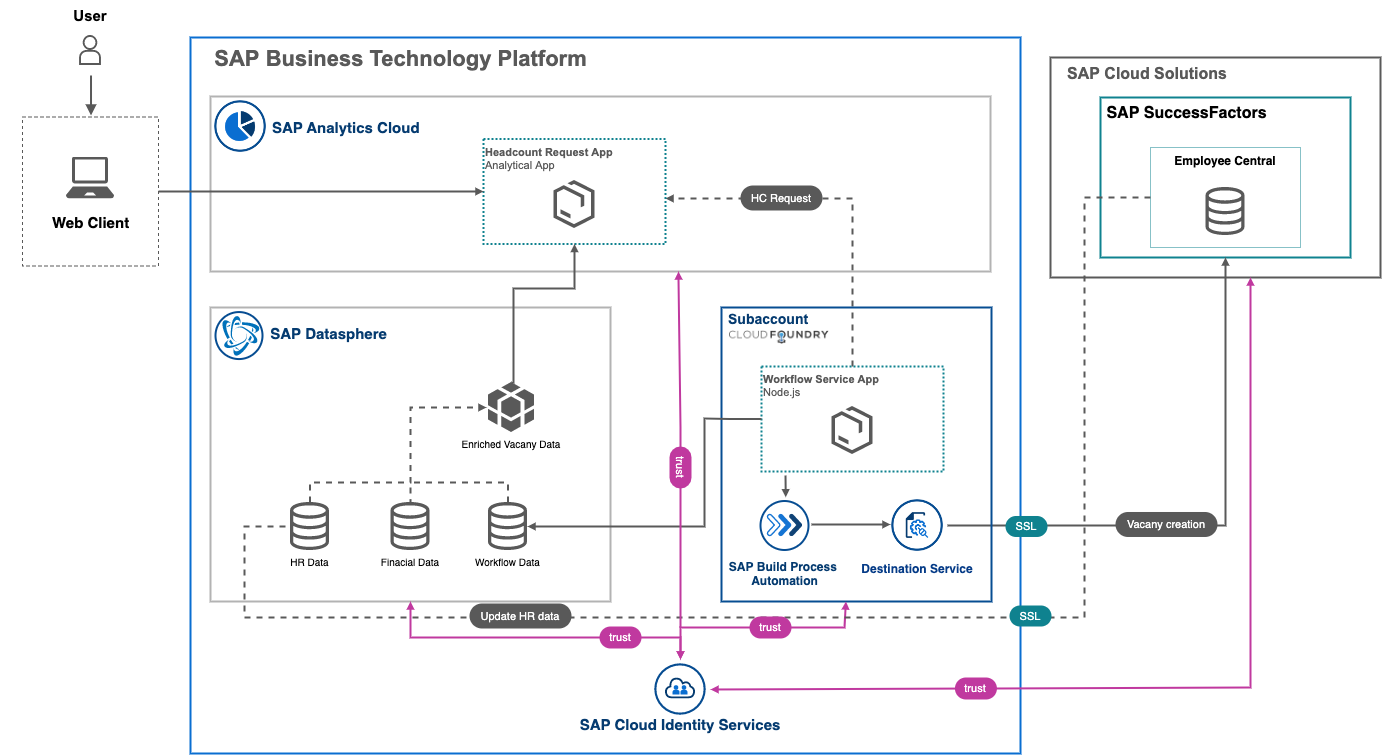 User
SAP Business Technology Platform
SAP Cloud Solutions
SAP SuccessFactors
SAP Analytics Cloud
Headcount Request App
Analytical App
Employee Central
HC Request
Web Client
Subaccount
CLOUDFOUNDRY
SAP Datasphere
Workflow Service App
Node.js
Enriched Vacancy Data
trust
SSL
Vacany creation
HR Data
Finacial Data
Workflow Data
SAP Build Process
Automation
Destination Service
Update HR data
SSL
trust
trust
trust
SAP Cloud Identity Services